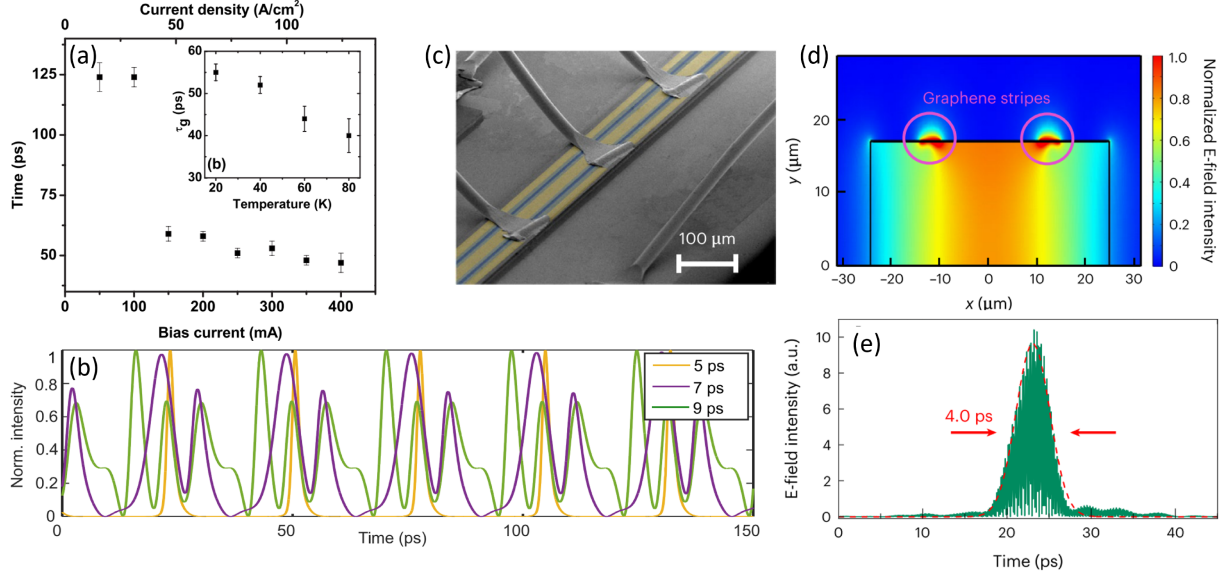 Current density (A/cm²)
0 50 100
(a)
125
100
75
50
Time (ps)
100 200 300 400
Bias current (mA)
60
50
40
30
τg (ps)
(b)
20 40 60 80
Temperature (K)
(c)
100 μm
(d)
Graphene stripes
20
10
0
y (μm)
−30 −20 −10 0 10 20 30
x (μm)
1.0
0.8
0.6
0.4
0.2
0
Normalized E-field intensity
(b)
1
0.8
0.6
0.4
0.2
0
Norm. intensity
5 ps
7 ps
9 ps
0 50 100 150
Time (ps)
(e)
10
8
6
4
2
0
E-field intensity (a.u.)
4.0 ps
0 10 20 30 40
Time (ps)